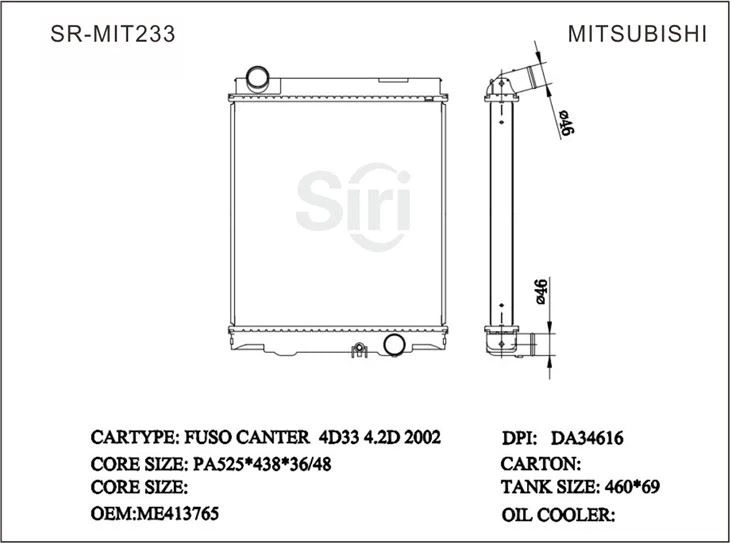 SR-MIT233
MITSUBISHI
Siri
ø46
ø46
CARTYPE: FUSO CANTER 4D33 4.2D 2002
CORE SIZE: PA525*438*36/48
CORE SIZE:
OEM:ME413765
DPI: DA34616
CARTON:
TANK SIZE: 460*69
OIL COOLER: